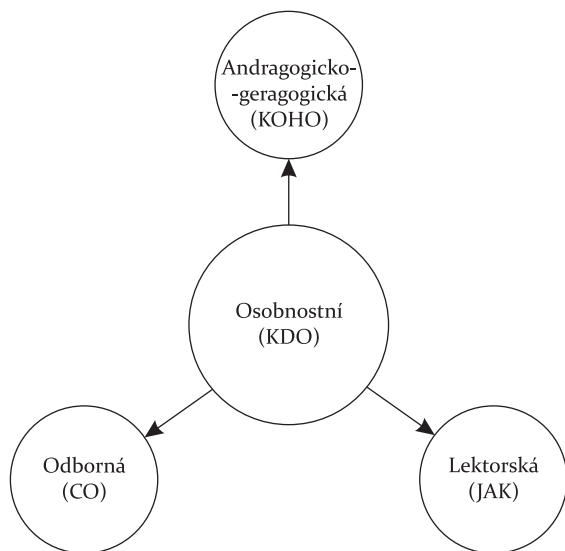 Andragogicko-
-geragogická
(KOHO)
Osobnostní
(KDO)
Odborná
(CO)
Lektorská
(JAK)